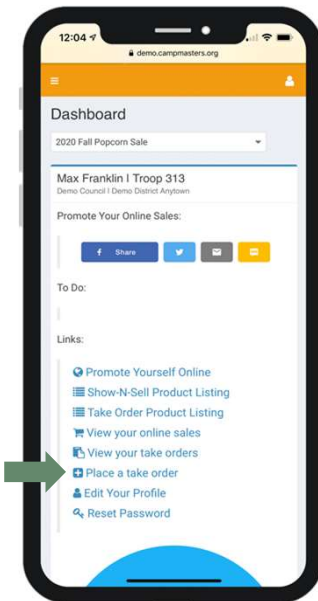 12:04
demo.campmasters.org
Dashboard
2020 Fall Popcorn Sale
Max Franklin I Troop 313
Demo Council I Demo District Anytown
Promote Your Online Sales:
Share
To Do:
Links:
Promote Yourself Online
Show-N-Sell Product Listing
Take Order Product Listing
View your online sales
View your take orders
Place a take order
Edit Your Profile
Reset Password